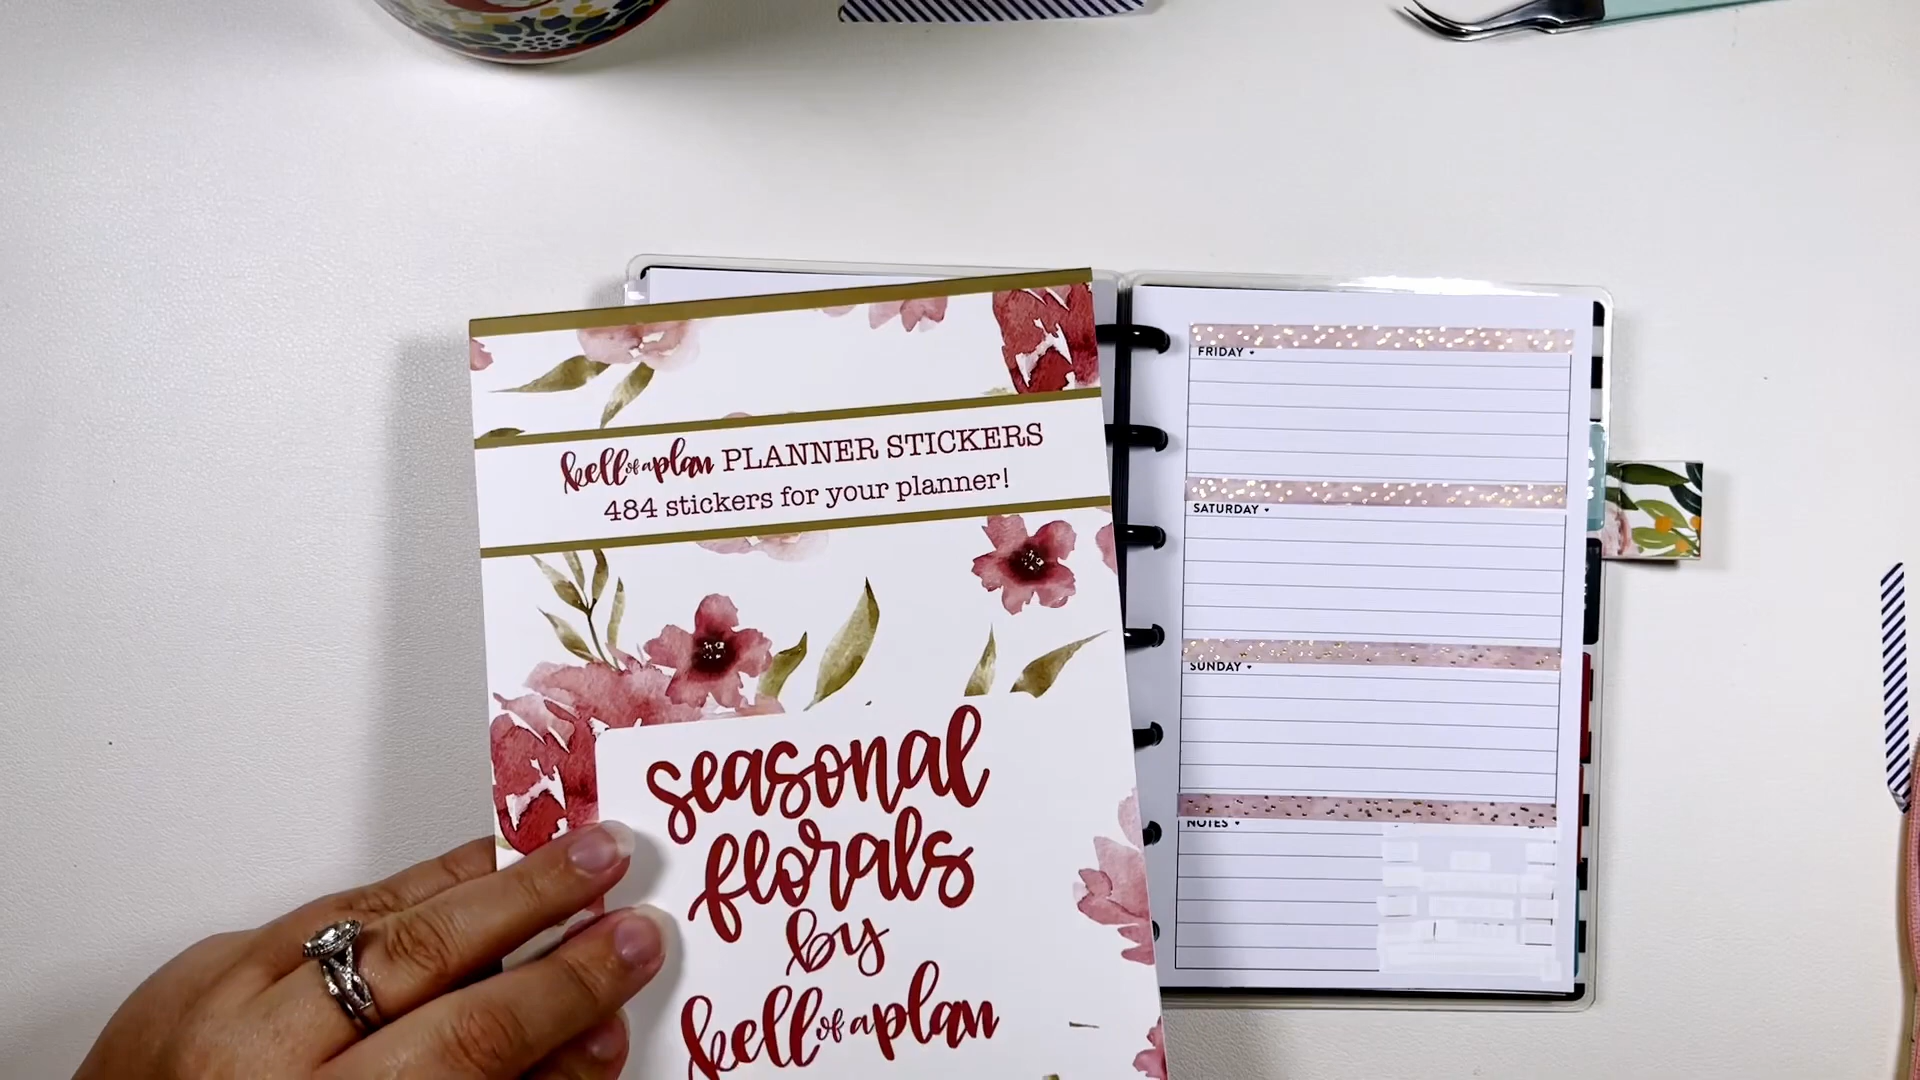 kell of a plan PLANNER STICKERS
484 stickers for your planner!
seasonal
florals
by
kell of a plan
FRIDAY
SATURDAY
SUNDAY
NOTES